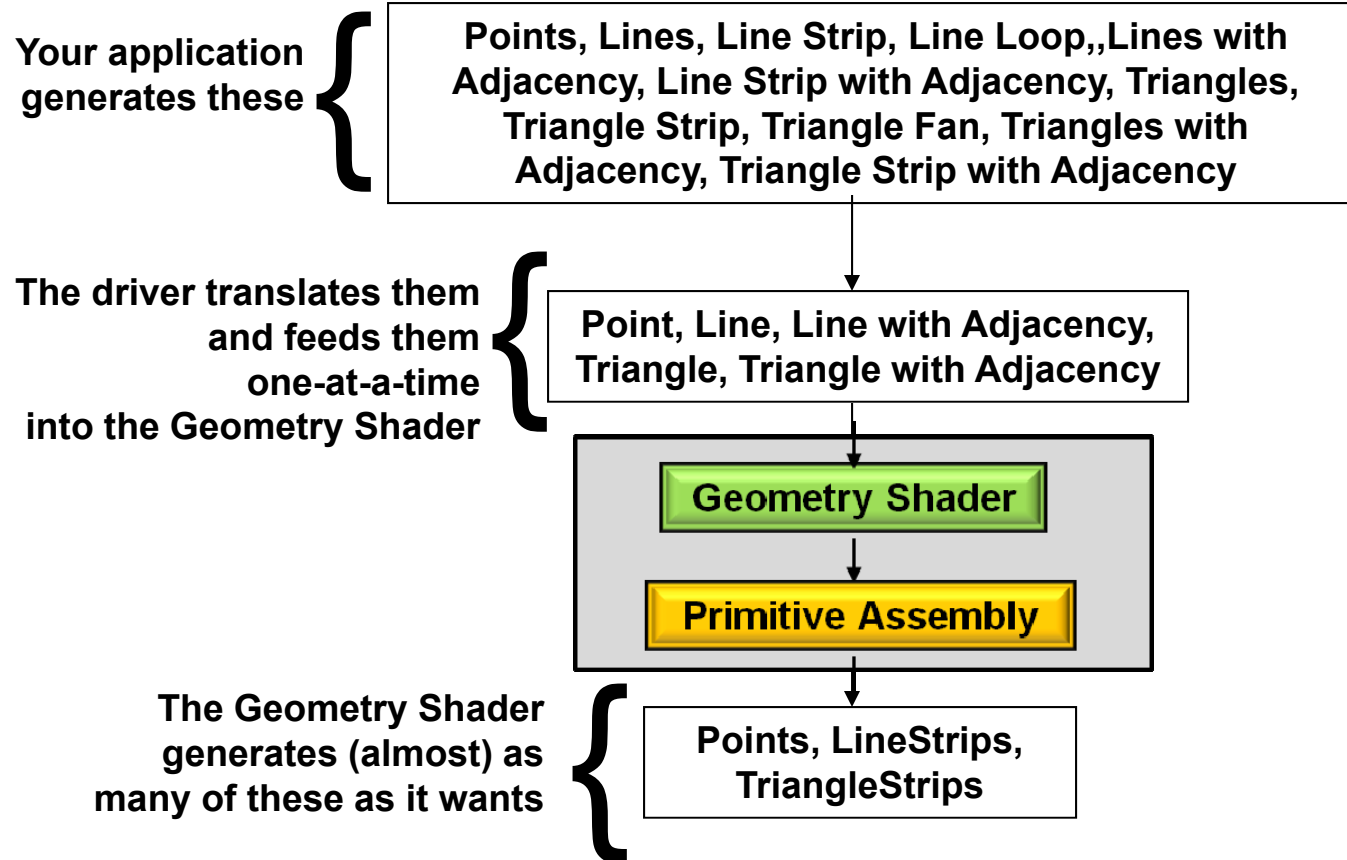 Your application
generates these
Points, Lines, Line Strip, Line Loop,,Lines with
Adjacency, Line Strip with Adjacency, Triangles,
Triangle Strip, Triangle Fan, Triangles with
Adjacency, Triangle Strip with Adjacency
The driver translates them
and feeds them
one-at-a-time
into the Geometry Shader
Point, Line, Line with Adjacency,
Triangle, Triangle with Adjacency
Geometry Shader
Primitive Assembly
The Geometry Shader
generates (almost) as
many of these as it wants
Points, LineStrips,
TriangleStrips